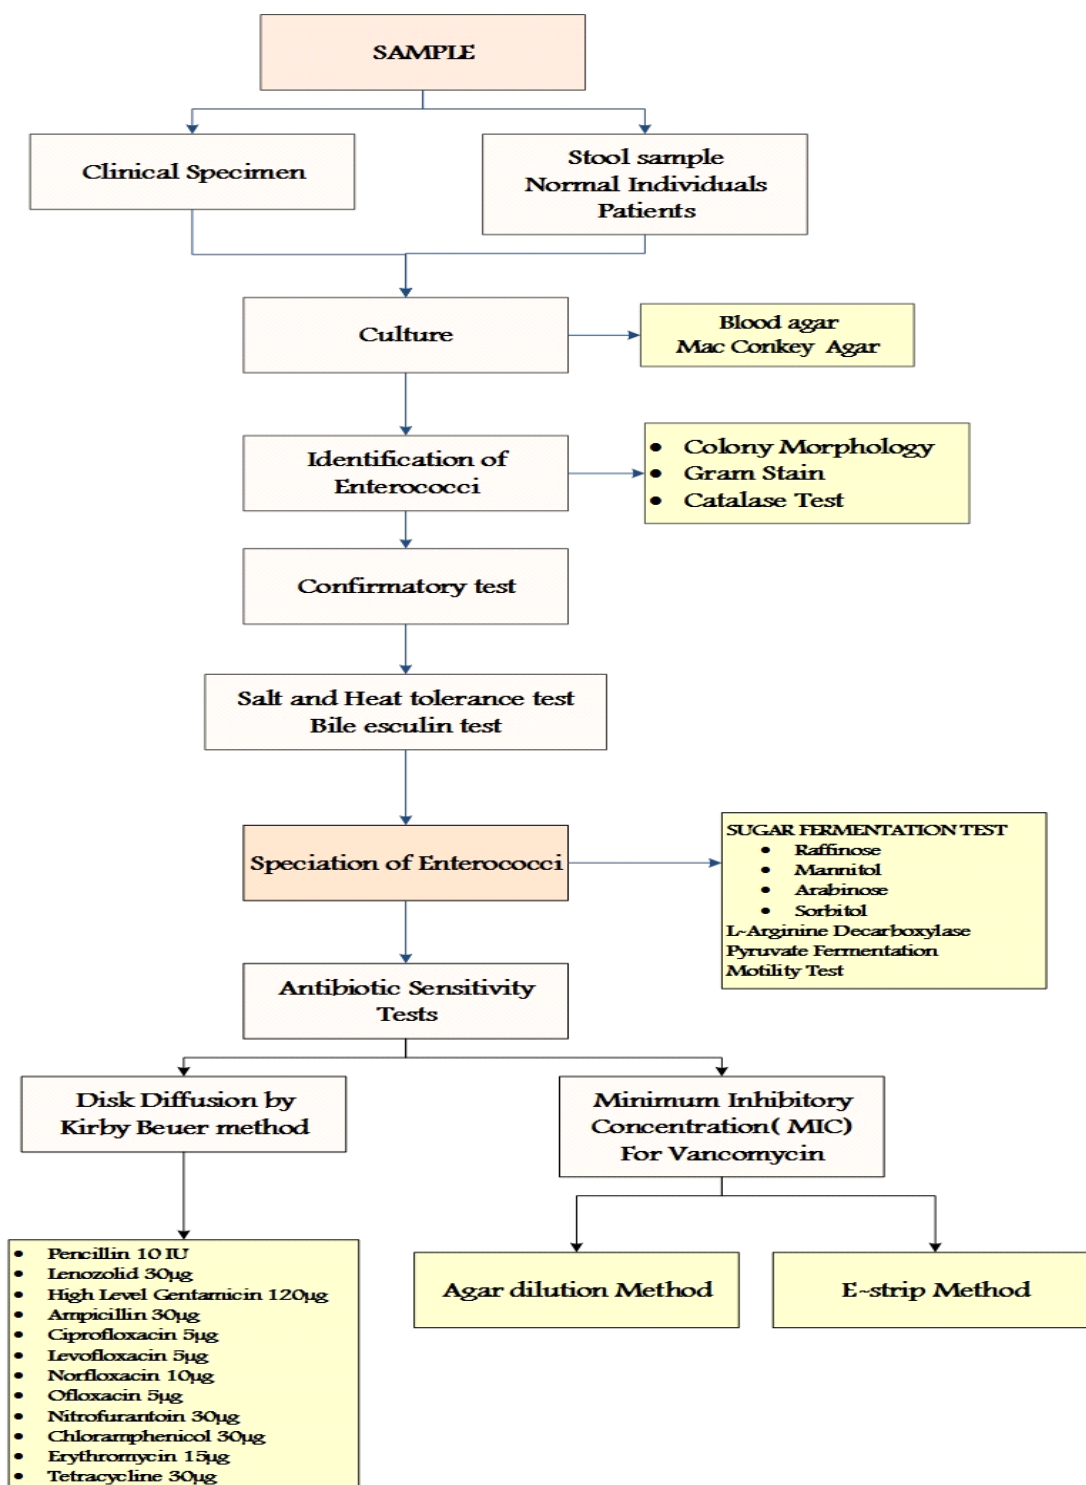 SAMPLE
Clinical Specimen
Stool sample
Normal Individuals
Patients
Culture
Blood agar
Mac Conkey Agar
Identification of
Enterococci
• Colony Morphology
• Gram Stain
• Catalase Test
Confirmatory test
Salt and Heat tolerance test
Bile esculin test
Speciation of Enterococci
SUGAR FERMENTATION TEST
• Raffinose
• Mannitol
• Arabinose
• Sorbitol
L-Arginine Decarboxylase
Pyruvate Fermentation
Motility Test
Antibiotic Sensitivity
Tests
Disk Diffusion by
Kirby Beuer method
Minimum Inhibitory
Concentration( MIC)
For Vancomycin
• Pencillin 10 IU
• Lenozolid 30µg
• High Level Gentamicin 120µg
• Ampicillin 30µg
• Ciprofloxacin 5µg
• Levofloxacin 5µg
• Norfloxacin 10µg
• Ofloxacin 5µg
• Nitrofurantoin 30µg
• Chloramphenicol 30µg
• Erythromycin 15µg
• Tetracycline 30µg
Agar dilution Method
E-strip Method